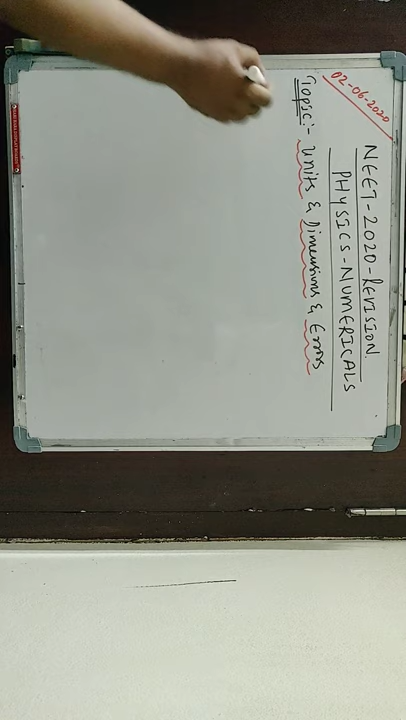 02-06-2020
NEET-2020-REVISION
PHYSICS-NUMERICALS
Topic:- Units & Dimensions & Errors